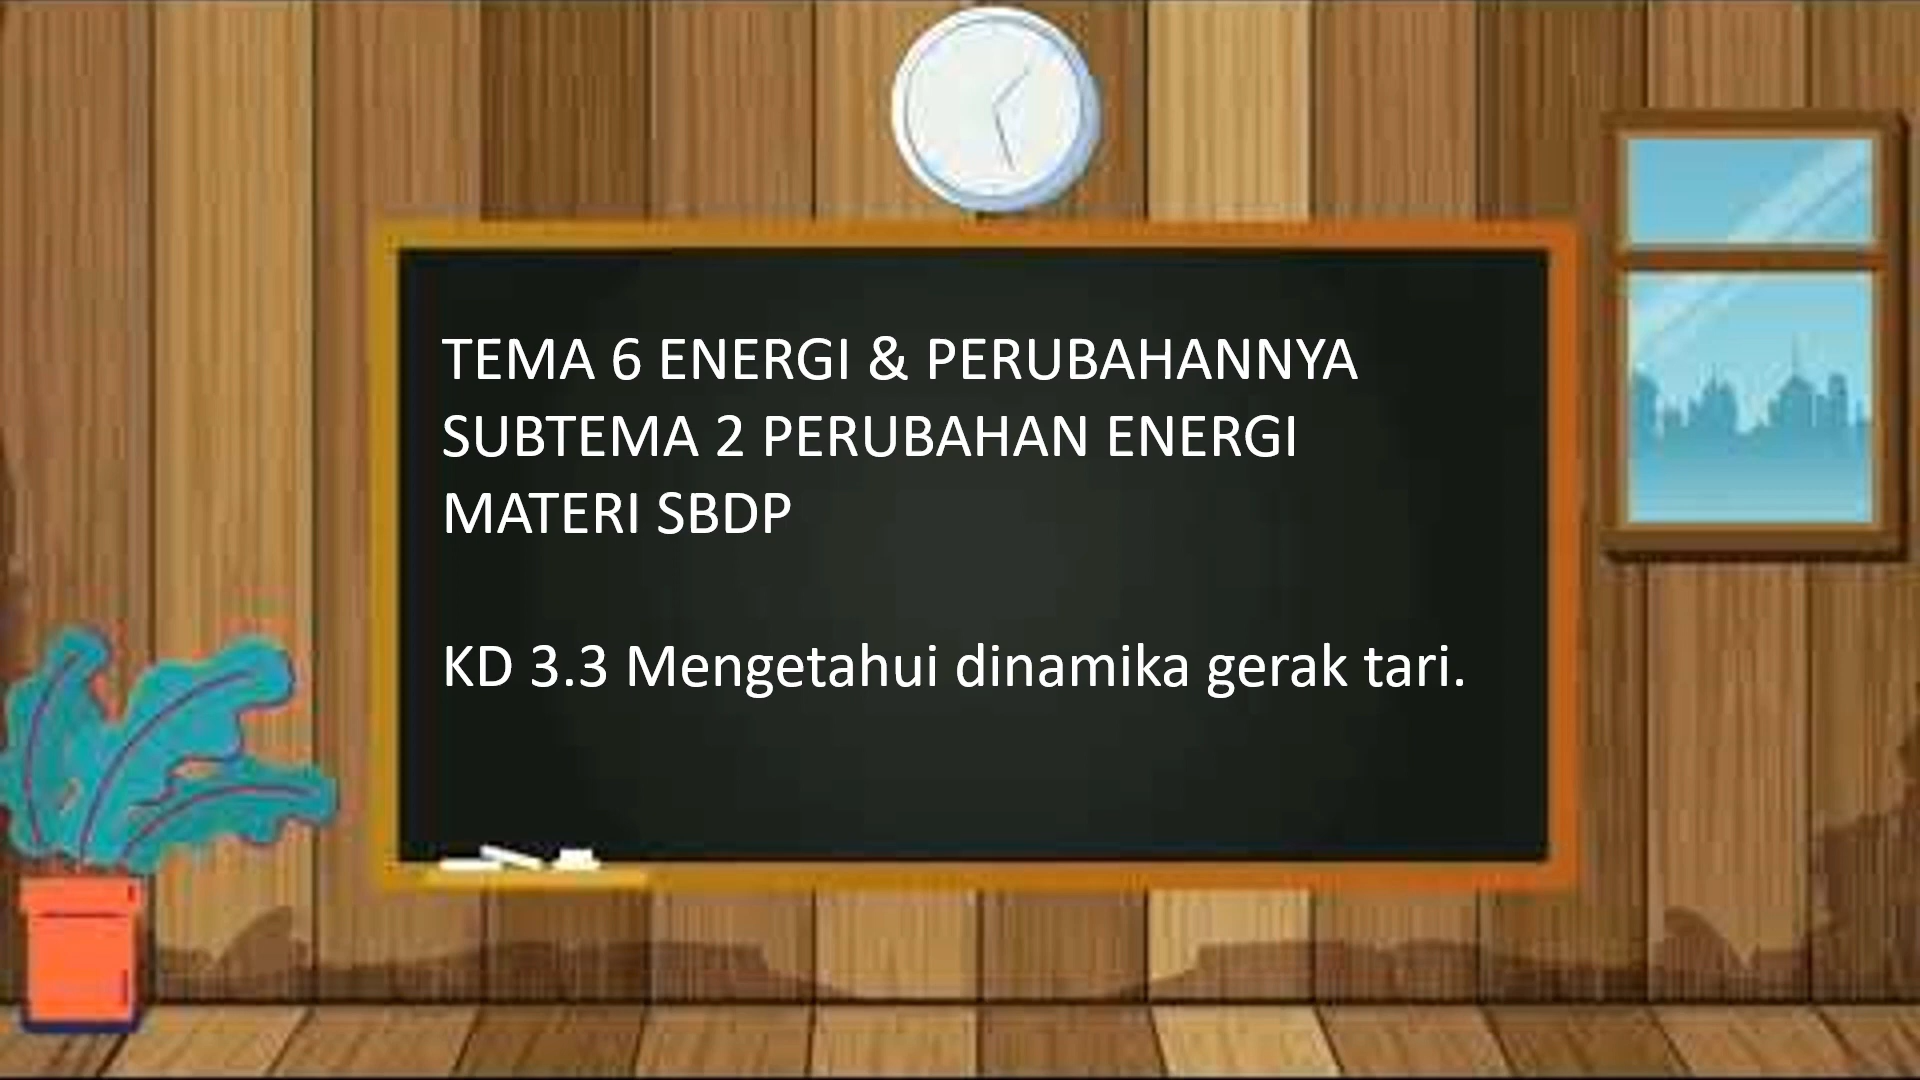 TEMA 6 ENERGI & PERUBAHANNYA
SUBTEMA 2 PERUBAHAN ENERGI
MATERI SBDP
KD 3.3 Mengetahui dinamika gerak tari.